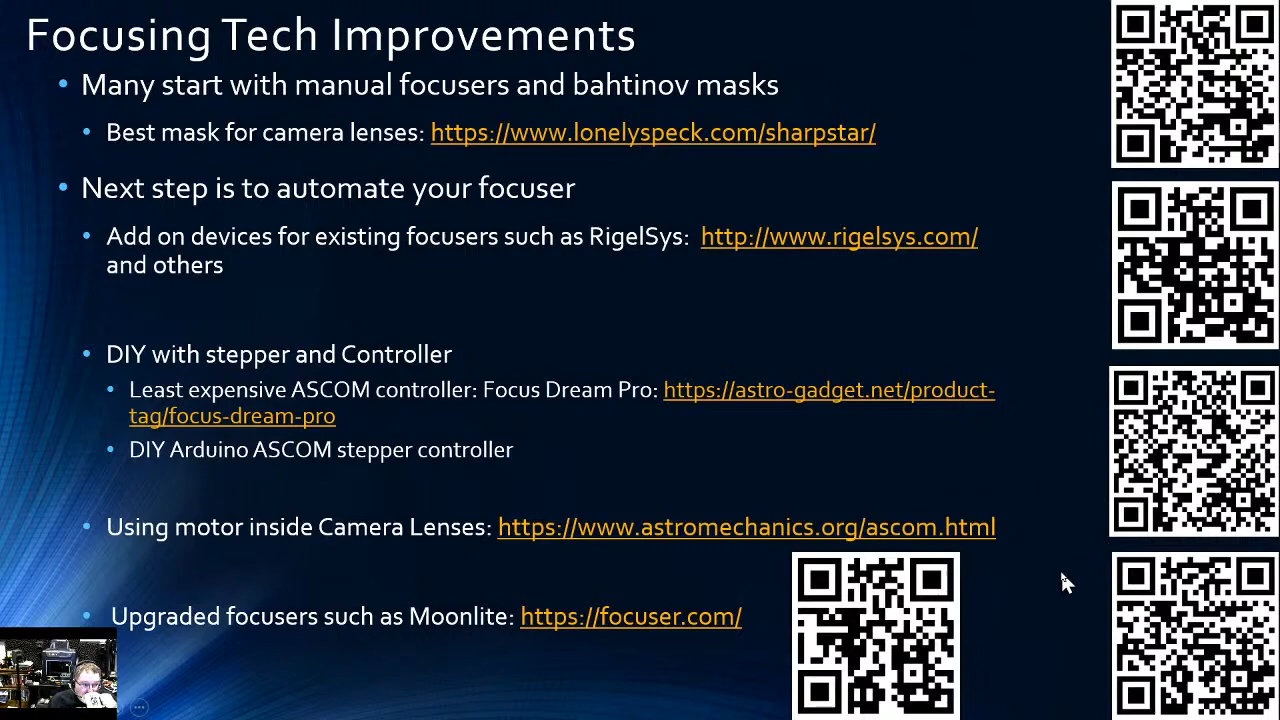 Focusing Tech Improvements
• Many start with manual focusers and bahtinov masks
• Best mask for camera lenses: https://www.lonelyspeck.com/sharpstar/
• Next step is to automate your focuser
• Add on devices for existing focusers such as RigelSys: http://www.rigelsys.com/
and others
• DIY with stepper and Controller
• Least expensive ASCOM controller: Focus Dream Pro: https://astro-gadget.net/product-
tag/focus-dream-pro
• DIY Arduino ASCOM stepper controller
• Using motor inside Camera Lenses: https://www.astromechanics.org/ascom.html
• Upgraded focusers such as Moonlite: https://focuser.com/